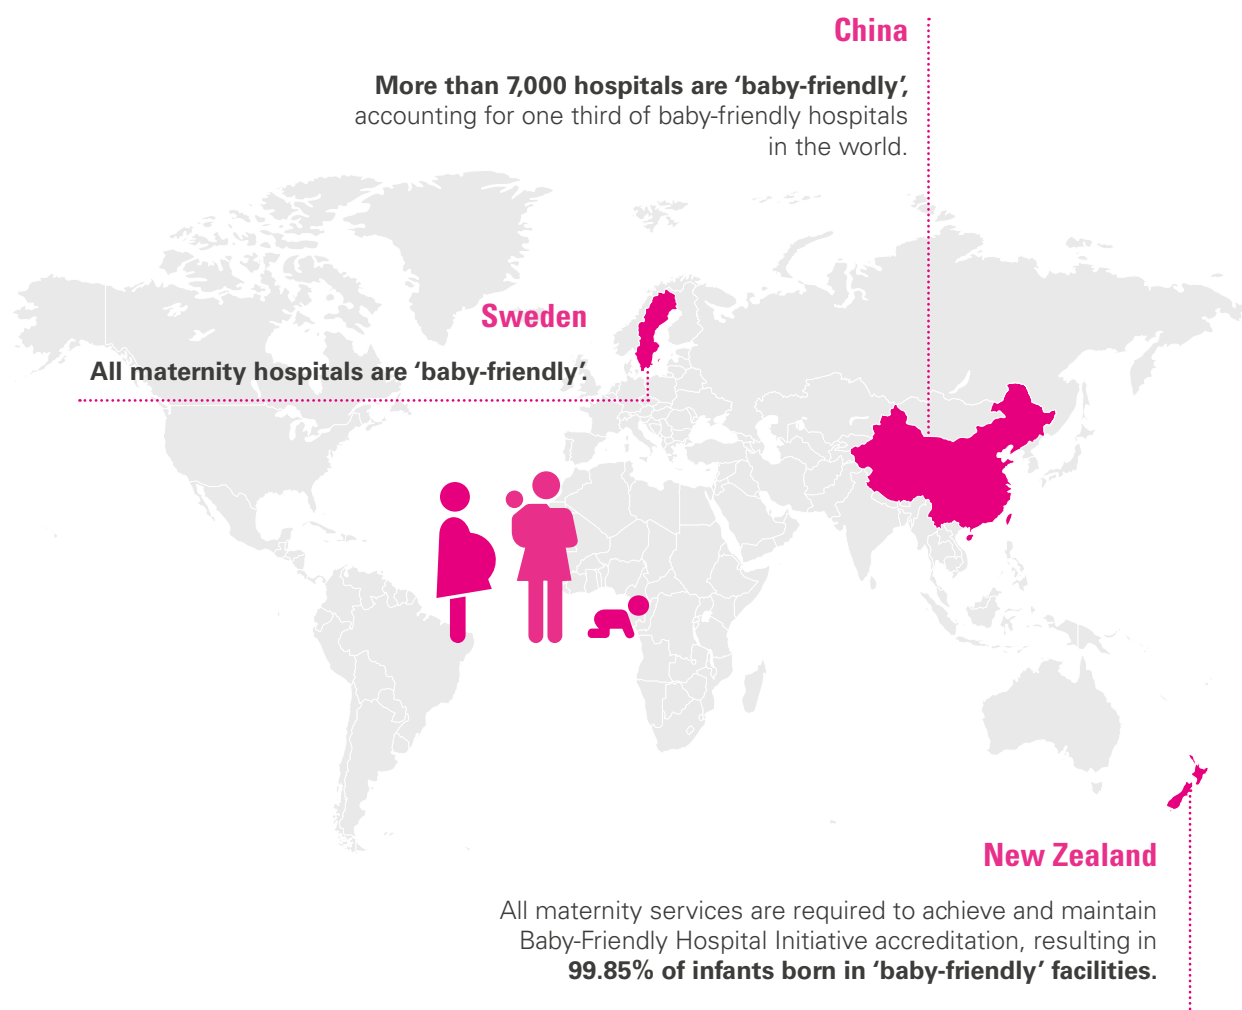 China
More than 7,000 hospitals are ‘baby-friendly’,
accounting for one third of baby-friendly hospitals
in the world.
Sweden
All maternity hospitals are ‘baby-friendly’.
New Zealand
All maternity services are required to achieve and maintain
Baby-Friendly Hospital Initiative accreditation, resulting in
99.85% of infants born in ‘baby-friendly’ facilities.